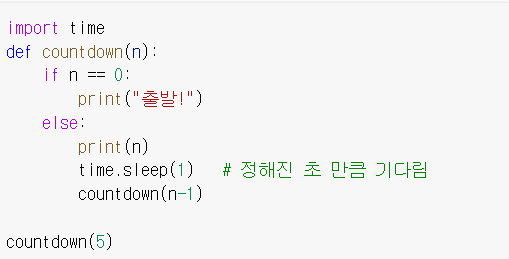 import time
def countdown(n):
    if n == 0:
        print("출발!")
    else:
        print(n)
        time.sleep(1)   # 정해진 초 만큼 기다림
        countdown(n-1)

countdown(5)